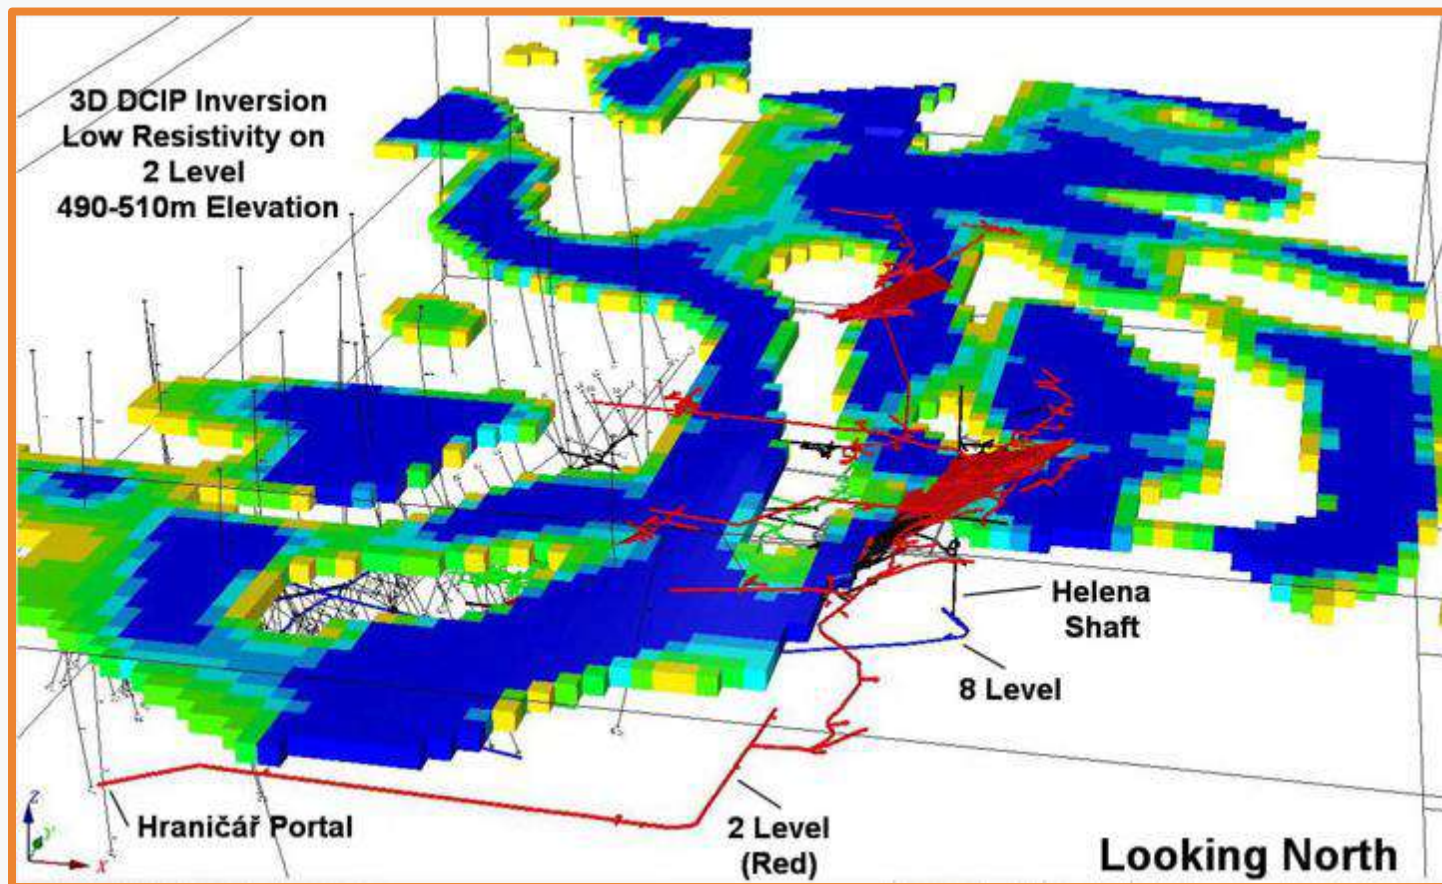 3D DCIP Inversion
Low Resistivity on
2 Level
490-510m Elevation
Helena
Shaft
8 Level
Hraničář Portal
2 Level
(Red)
Looking North
Z
Y
X